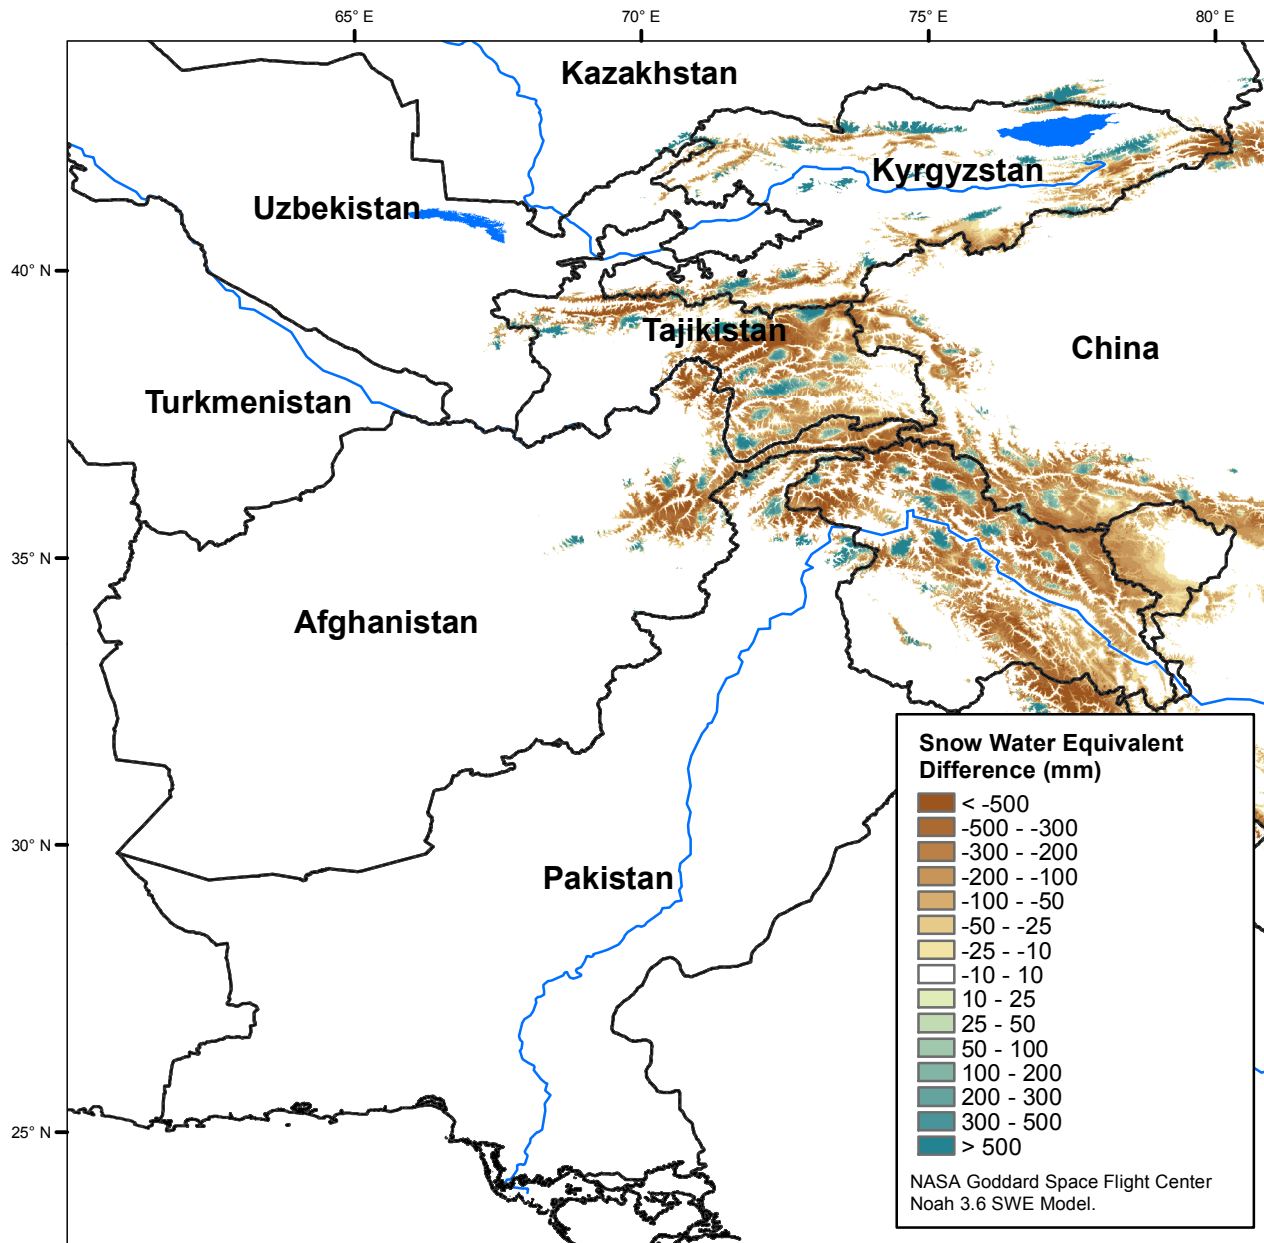 65° E
70° E
75° E
80° E
Kazakhstan
Kyrgyzstan
Uzbekistan
40° N
Tajikistan
China
Turkmenistan
35° N
Afghanistan
Snow Water Equivalent
Difference (mm)
< -500
-500 - -300
-300 - -200
-200 - -100
-100 - -50
-50 - -25
-25 - -10
-10 - 10
10 - 25
25 - 50
50 - 100
100 - 200
200 - 300
300 - 500
> 500
30° N
Pakistan
25° N
NASA Goddard Space Flight Center
Noah 3.6 SWE Model.